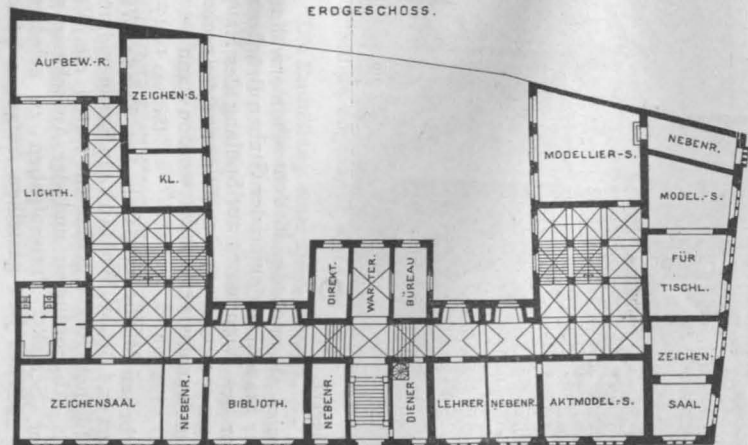 ERDGESCHOSS.
AUFBEW.-R.
ZEICHEN-S.
KL.
LICHTH.
MODELLIER-S.
NEBENR.
MODEL.-S.
FÜR
TISCHL.
ZEICHEN-
SAAL
DIREKT.
WARTER.
BUREAU
ZEICHENSAAL
NEBENR.
BIBLIOTH.
NEBENR.
DIENER
LEHRER
NEBENR.
AKTMODEL.-S.